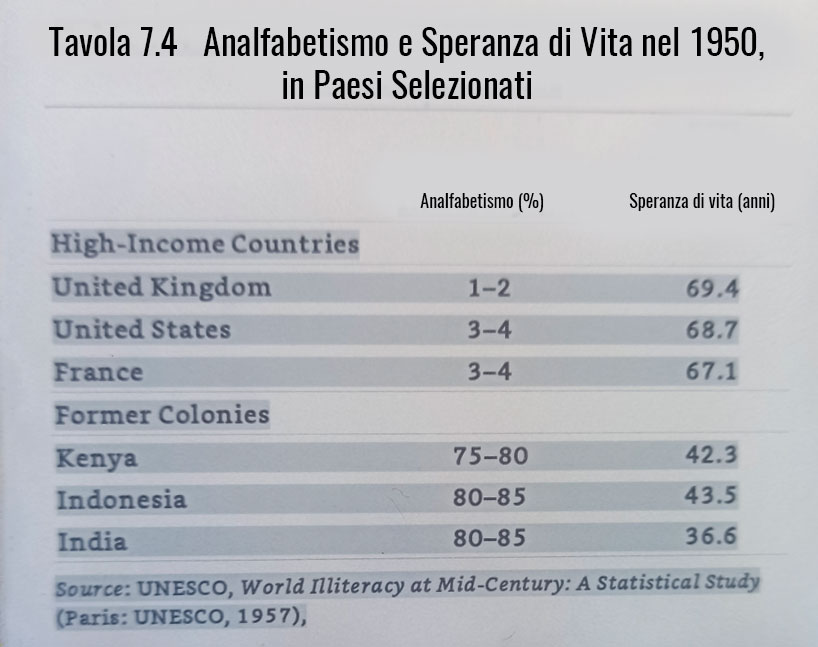 Tavola 7.4 Analfabetismo e Speranza di Vita nel 1950,
in Paesi Selezionati
Analfabetismo (%) Speranza di vita (anni)
High-Income Countries
United Kingdom 1–2 69.4
United States 3–4 68.7
France 3–4 67.1
Former Colonies
Kenya 75–80 42.3
Indonesia 80–85 43.5
India 80–85 36.6
Source: UNESCO, World Illiteracy at Mid-Century: A Statistical Study
(Paris: UNESCO, 1957),